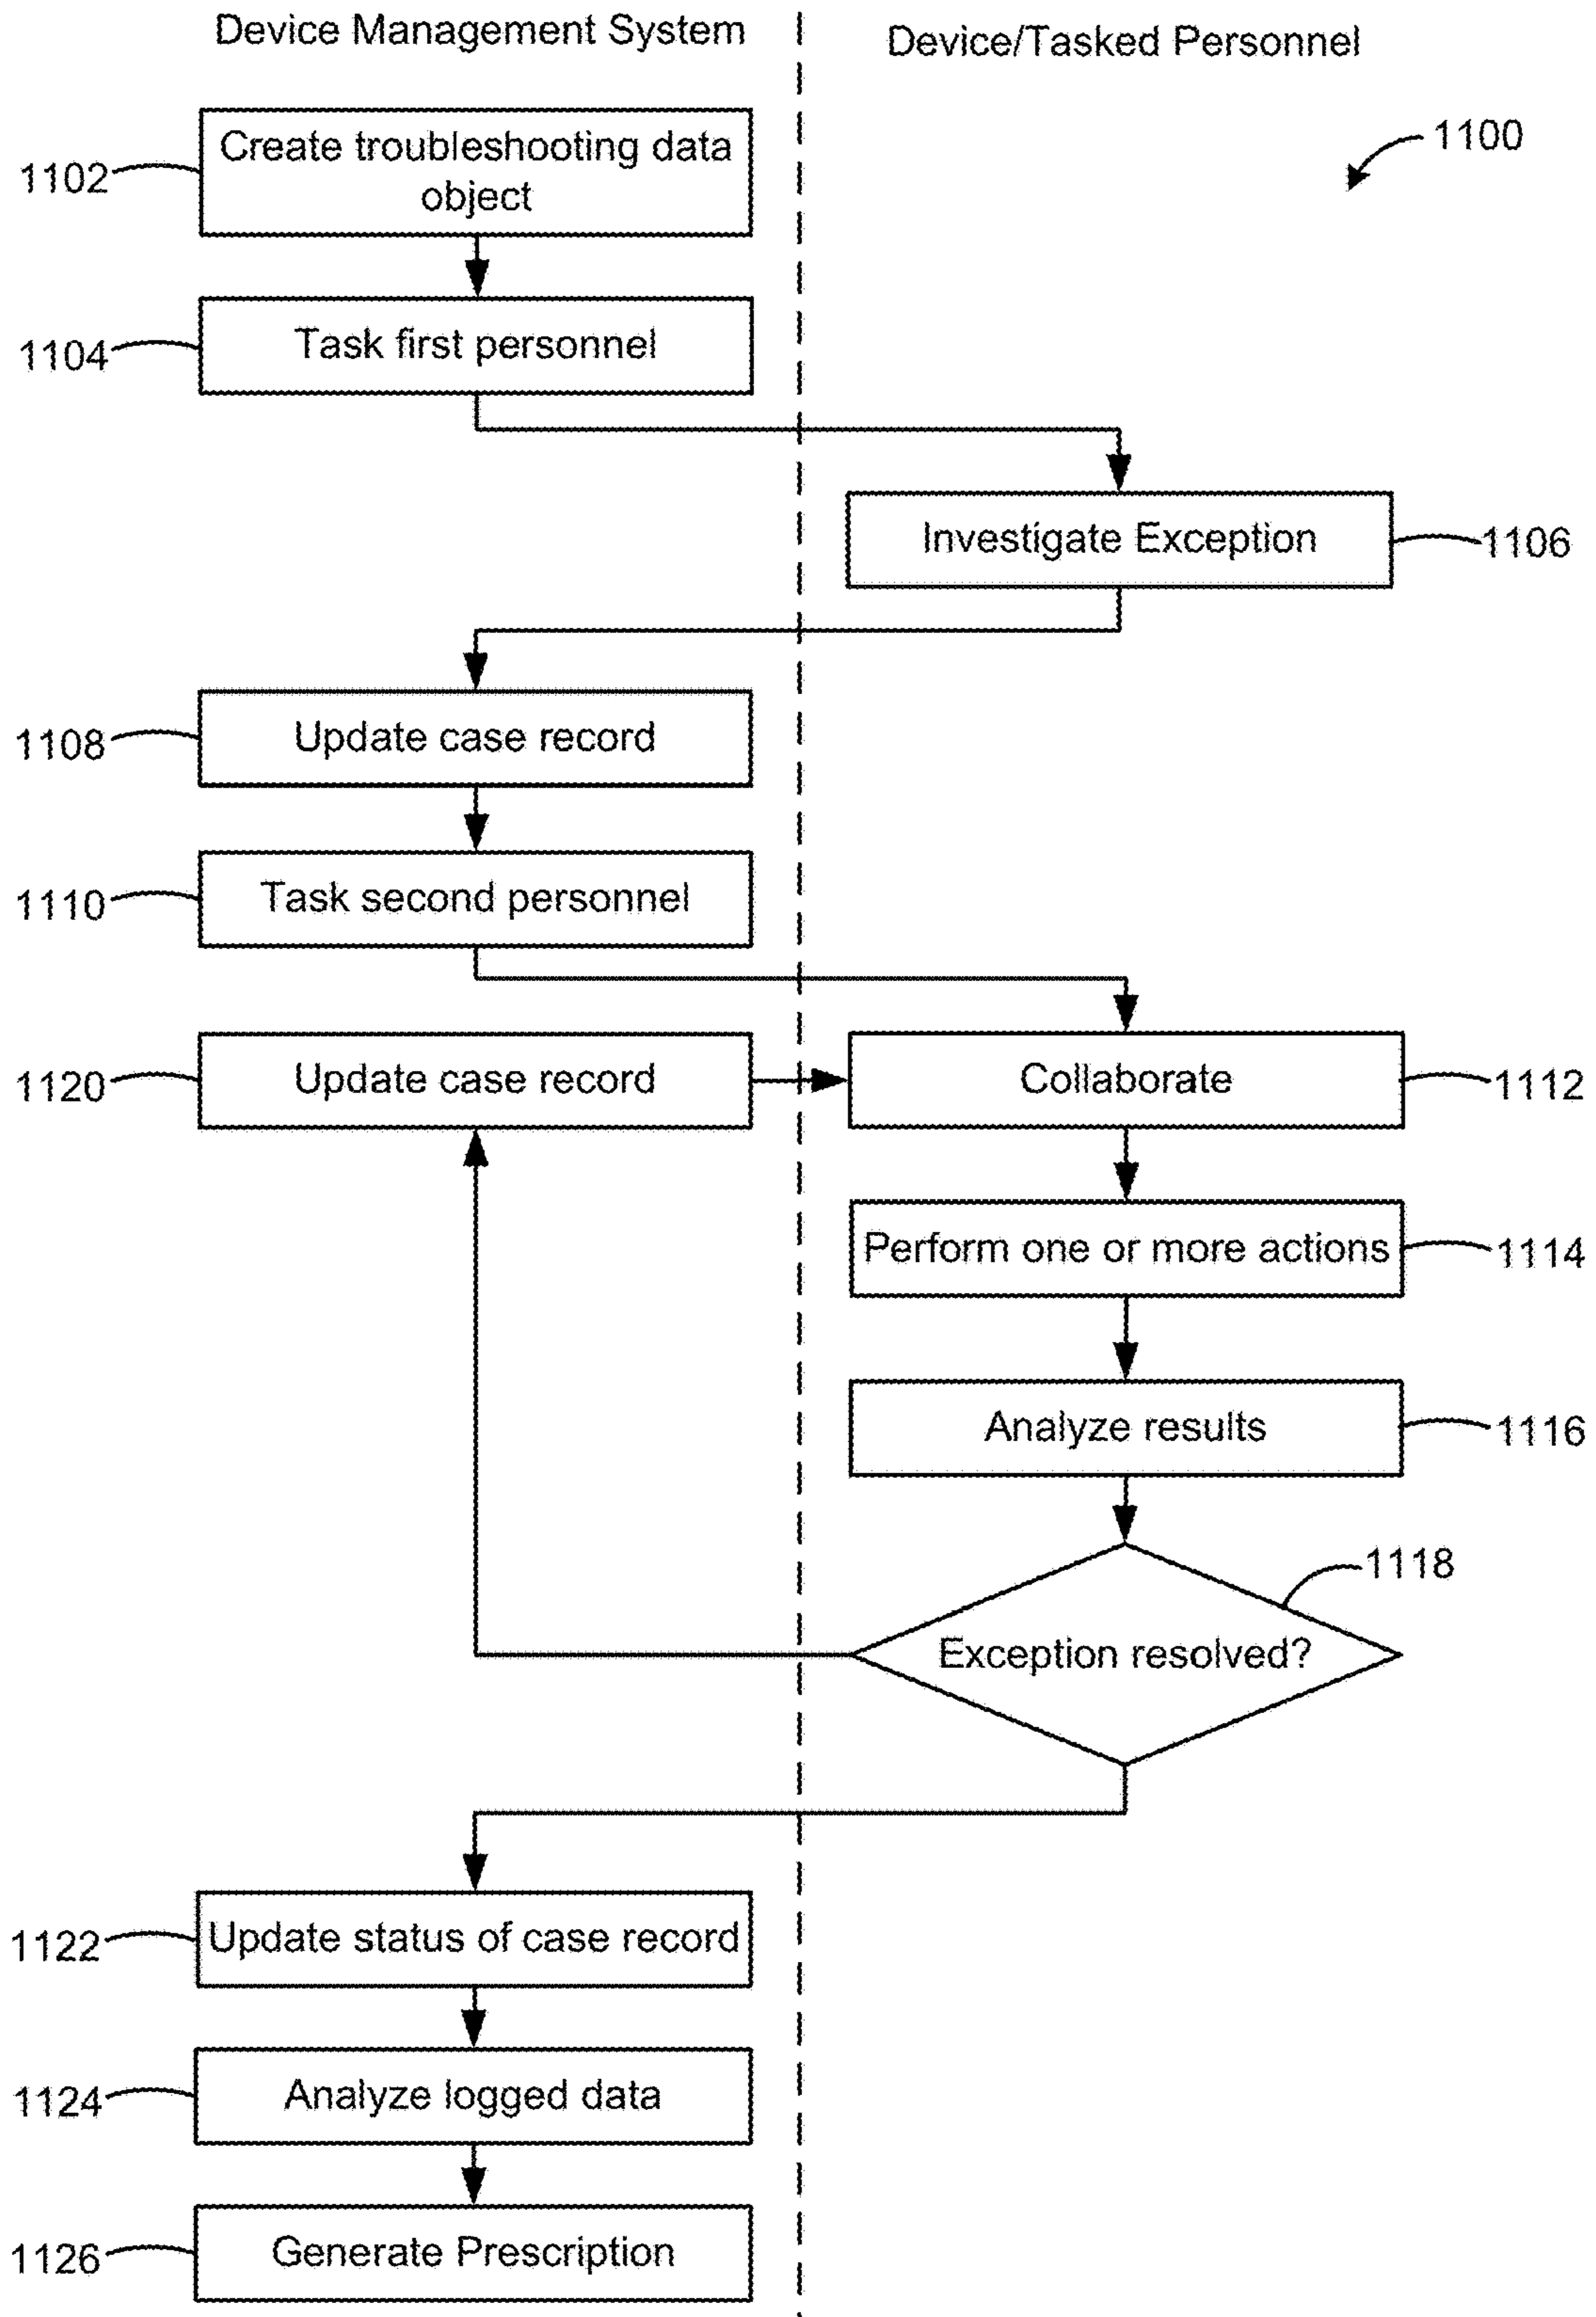 Device Management System
Device/Tasked Personnel
1100
1102
Create troubleshooting data
object
1104
Task first personnel
Investigate Exception
1106
1108
Update case record
1110
Task second personnel
1120
Update case record
Collaborate
1112
Perform one or more actions
1114
Analyze results
1116
1118
Exception resolved?
1122
Update status of case record
1124
Analyze logged data
1126
Generate Prescription